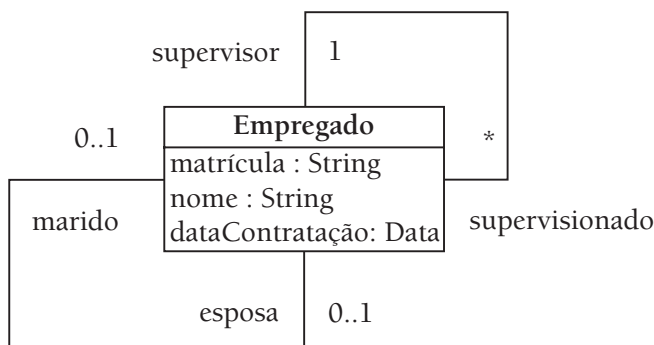 supervisor 1
0..1 Empregado *
matrícula : String
nome : String
marido supervisionado
dataContratação: Data
esposa 0..1